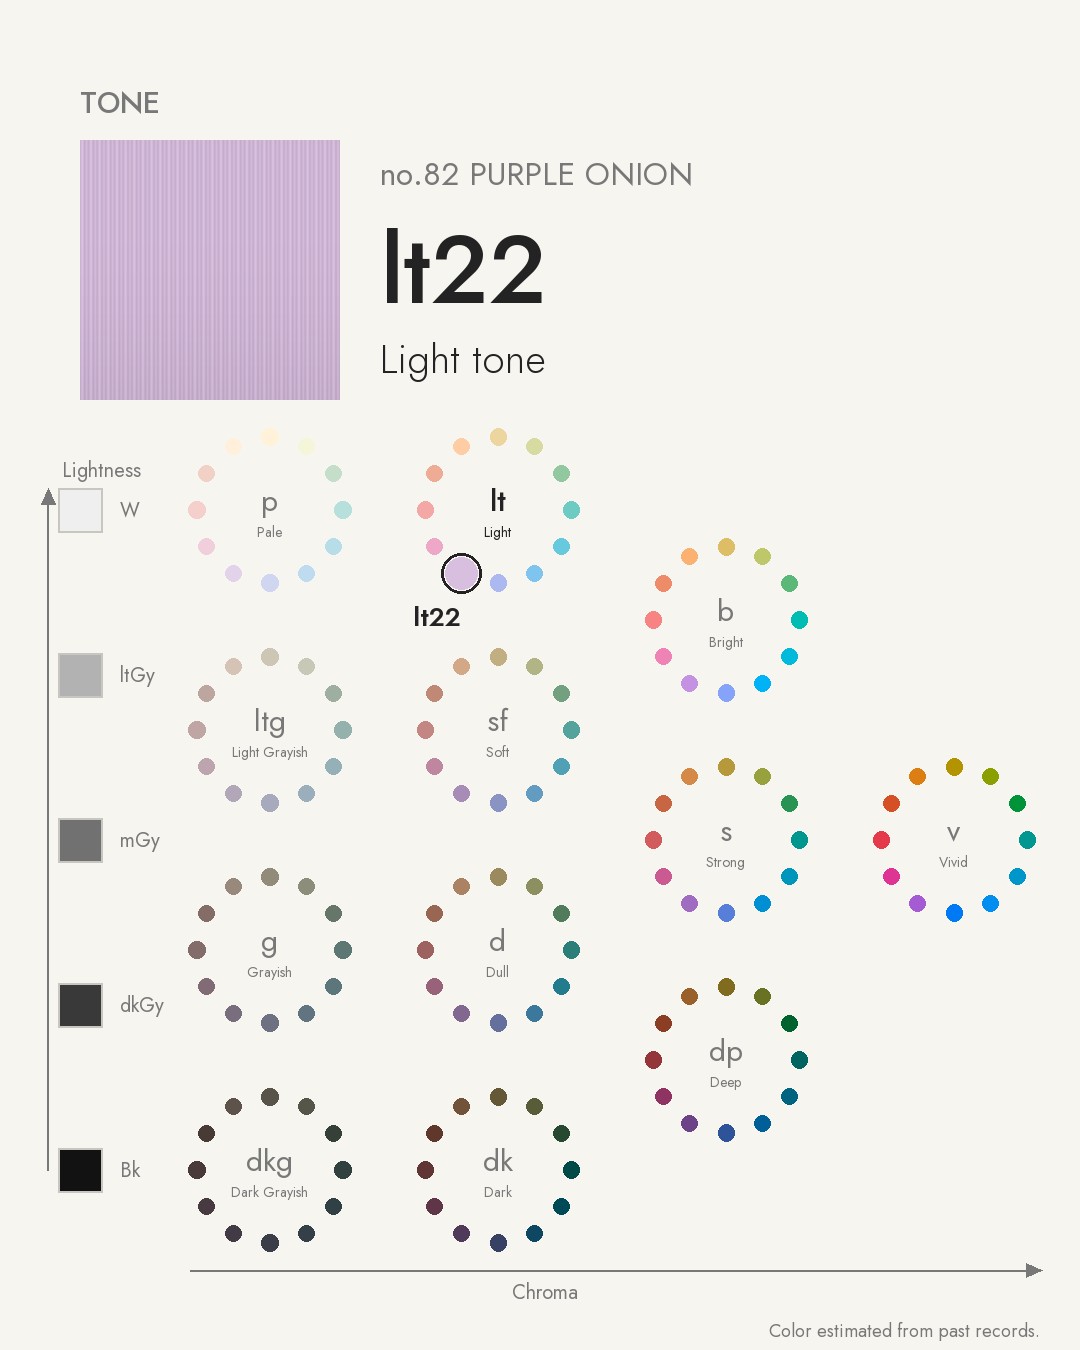 TONE
no.82 PURPLE ONION
lt22
Light tone
Lightness
W
p
Pale
lt
Light
lt22
b
Bright
ltGy
ltg
Light Grayish
sf
Soft
mGy
s
Strong
v
Vivid
g
Grayish
d
Dull
dkGy
dp
Deep
Bk
dkg
Dark Grayish
dk
Dark
Chroma
Color estimated from past records.